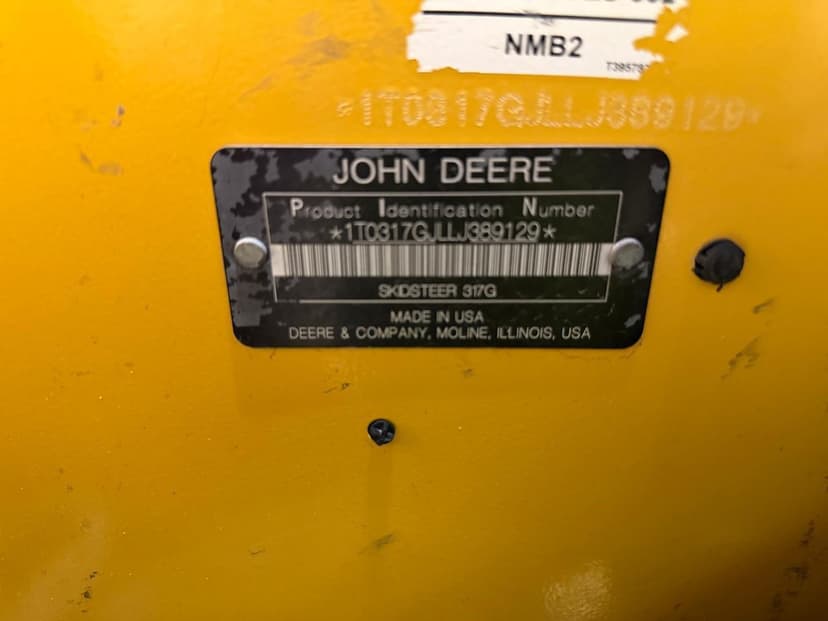 NMB2
*1T0317GJLLJ389129*
JOHN DEERE
Product Identification Number
*1T0317GJLLJ389129*
SKIDSTEER 317G
MADE IN USA
DEERE & COMPANY, MOLINE, ILLINOIS, USA